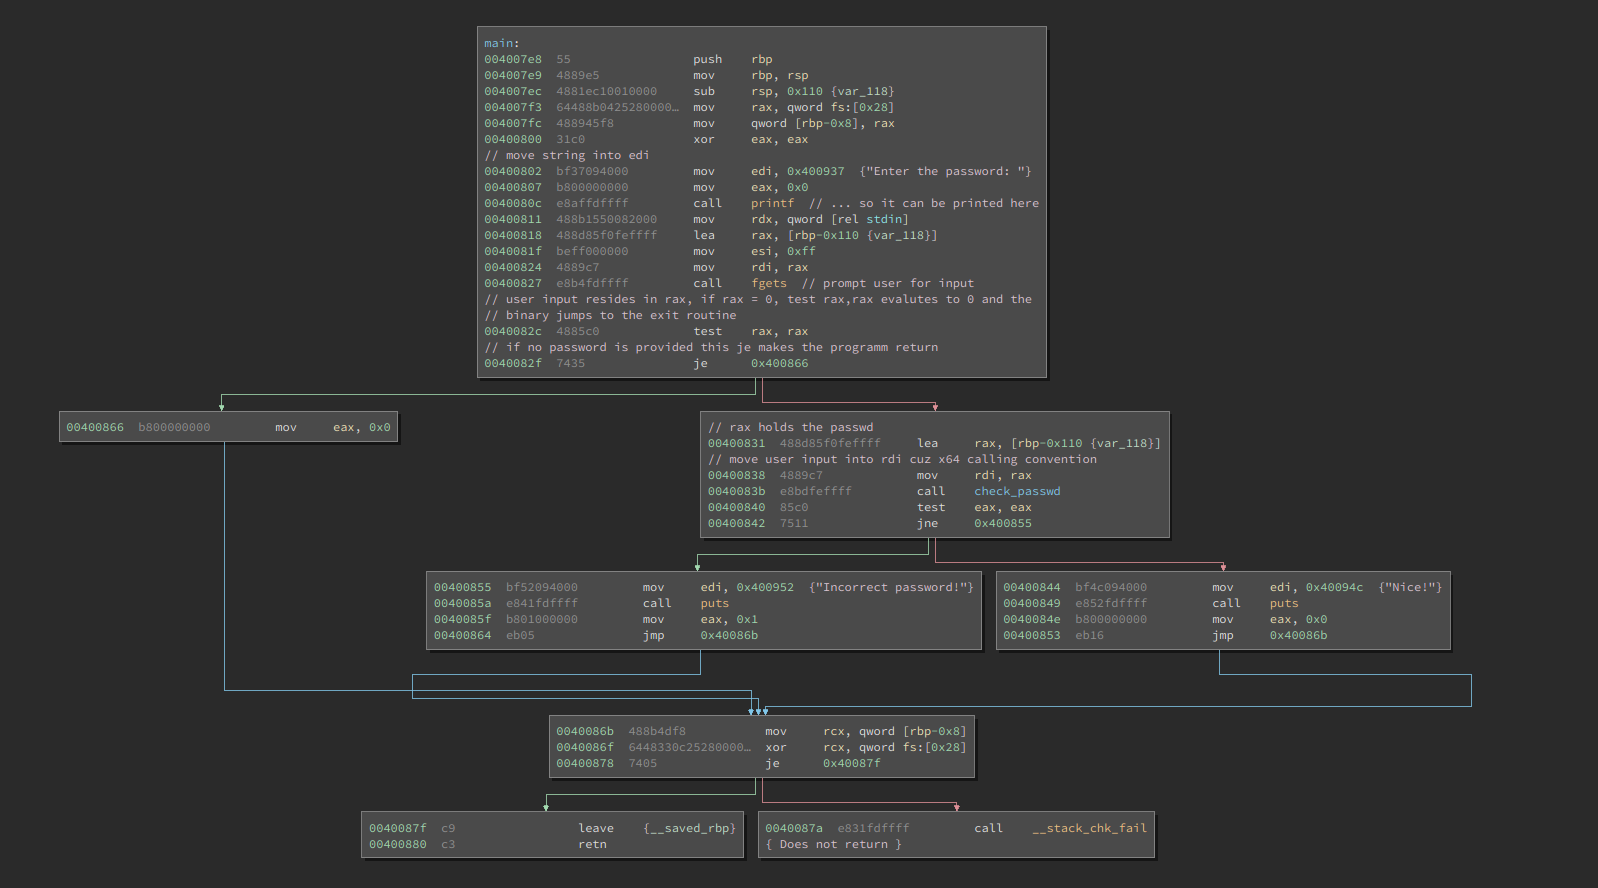 main:
004007e8 55 push rbp
004007e9 4889e5 mov rbp, rsp
004007ec 4881ec10010000 sub rsp, 0x110 {var_118}
004007f3 64488b0425280000… mov rax, qword fs:[0x28]
004007fc 488945f8 mov qword [rbp-0x8], rax
00400800 31c0 xor eax, eax
// move string into edi
00400802 bf37094000 mov edi, 0x400937 {"Enter the password: "}
00400807 b800000000 mov eax, 0x0
0040080c e8affdffff call printf // ... so it can be printed here
00400811 488b1550082000 mov rdx, qword [rel stdin]
00400818 488d85f0feffff lea rax, [rbp-0x110 {var_118}]
0040081f beff000000 mov esi, 0xff
00400824 4889c7 mov rdi, rax
00400827 e8b4fdffff call fgets // prompt user for input
// user input resides in rax, if rax = 0, test rax,rax evalutes to 0 and the
// binary jumps to the exit routine
0040082c 4885c0 test rax, rax
// if no password is provided this je makes the programm return
0040082f 7435 je 0x400866
00400866 b800000000 mov eax, 0x0
// rax holds the passwd
00400831 488d85f0feffff lea rax, [rbp-0x110 {var_118}]
// move user input into rdi cuz x64 calling convention
00400838 4889c7 mov rdi, rax
0040083b e8bdfeffff call check_passwd
00400840 85c0 test eax, eax
00400842 7511 jne 0x400855
00400855 bf52094000 mov edi, 0x400952 {"Incorrect password!"}
0040085a e841fdffff call puts
0040085f b801000000 mov eax, 0x1
00400864 eb05 jmp 0x40086b
00400844 bf4c094000 mov edi, 0x40094c {"Nice!"}
00400849 e852fdffff call puts
0040084e b800000000 mov eax, 0x0
00400853 eb16 jmp 0x40086b
0040086b 488b4df8 mov rcx, qword [rbp-0x8]
0040086f 6448330c25280000… xor rcx, qword fs:[0x28]
00400878 7405 je 0x40087f
0040087f c9 leave {__saved_rbp}
00400880 c3 retn
0040087a e831fdffff call __stack_chk_fail
{ Does not return }